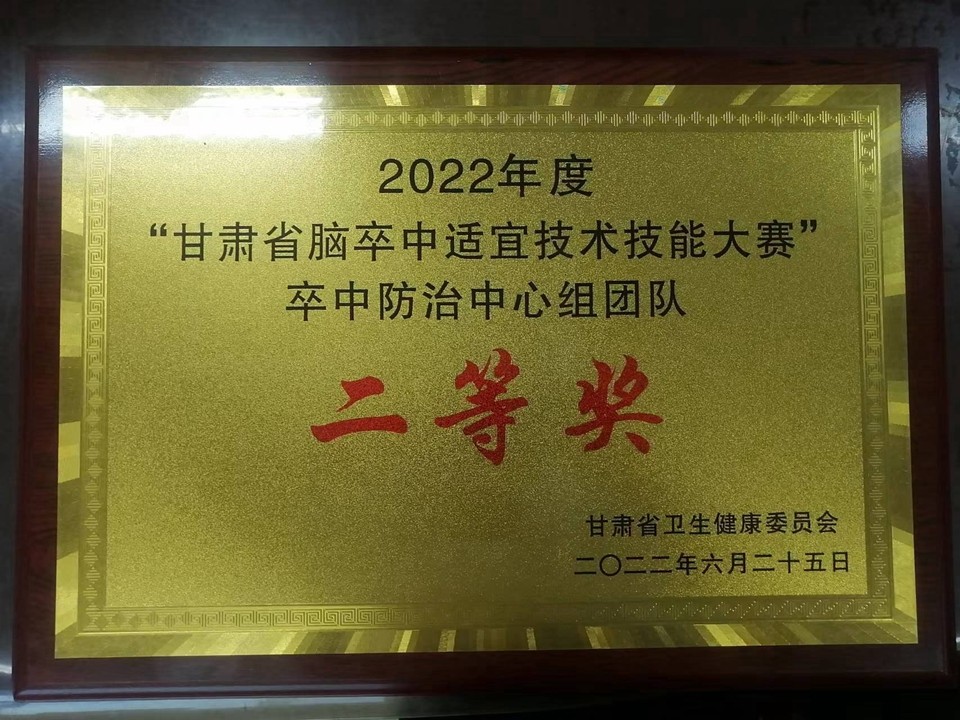 2022年度
“甘肃省脑卒中适宜技术技能大赛”
卒中防治中心组团队
二等奖
甘肃省卫生健康委员会
二〇二二年六月二十五日